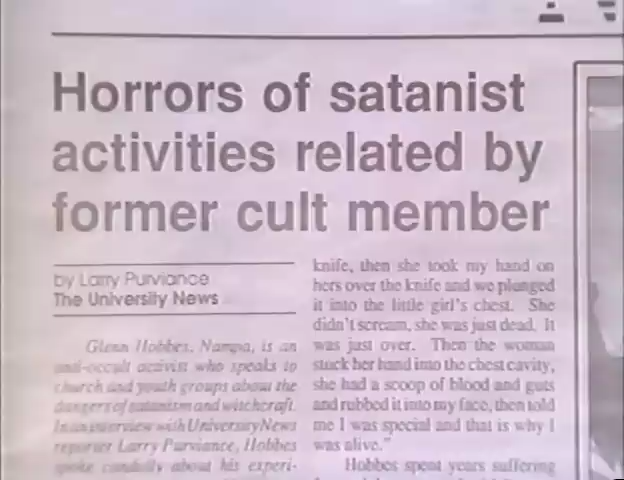 Horrors of satanist
activities related by
former cult member
by Larry Purviance
The University News
Glenn Hobbes, Nampa, is an
anti-occult activist who speaks to
church and youth groups about the
dangers of satanism and witchcraft.
In an interview with University News
reporter Larry Purviance, Hobbes
spoke candidly about his experi-
knife, then she took my hand on
hers over the knife and we plunged
it into the little girl's chest. She
didn't scream, she was just dead. It
was just over. Then the woman
stuck her hand into the chest cavity,
she had a scoop of blood and guts
and rubbed it into my face, then told
me I was special and that is why I
was alive."
Hobbes spent years suffering